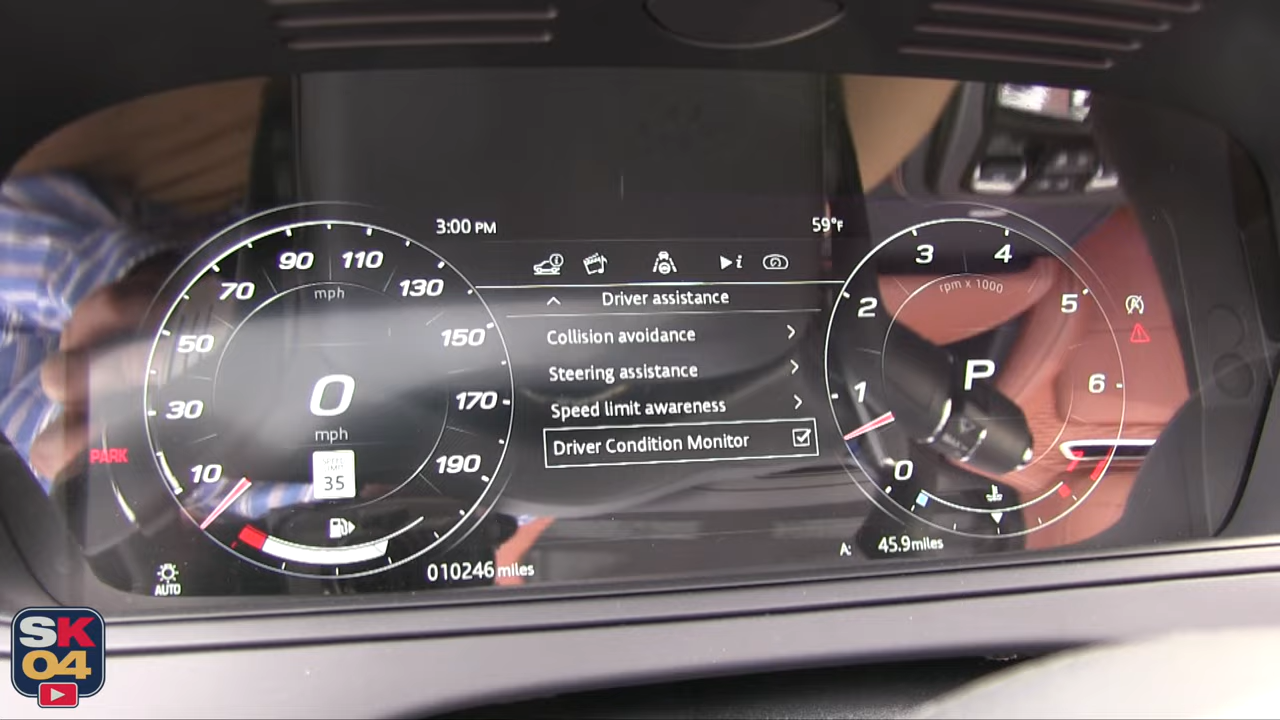 3:00 PM
59°F
Driver assistance
Collision avoidance
Steering assistance
Speed limit awareness
Driver Condition Monitor
10
30
50
70
90
110
130
150
170
190
mph
0
mph
35
PARK
AUTO
010246 miles
0
1
2
3
4
5
6
rpm x 1000
P
A: 45.9 miles
SK
04